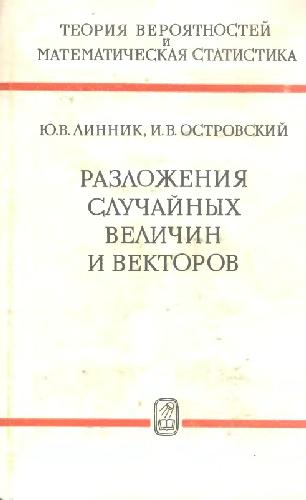 ТЕОРИЯ ВЕРОЯТНОСТЕЙ
И
МАТЕМАТИЧЕСКАЯ СТАТИСТИКА
Ю.В.ЛИННИК, И.В.ОСТРОВСКИЙ
РАЗЛОЖЕНИЯ
СЛУЧАЙНЫХ
ВЕЛИЧИН
И ВЕКТОРОВ